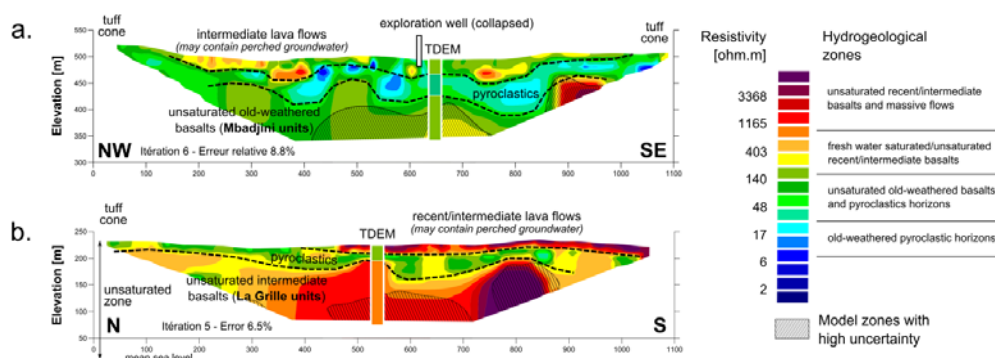 a.
tuff
cone
intermediate lava flows
(may contain perched groundwater)
exploration well (collapsed)
TDEM
tuff
cone
Elevation [m]
550
500
450
400
350
300
pyroclastics
unsaturated old-weathered
basalts (Mbadjini units)
Itération 6 - Erreur relative 8.8%
NW
SE
0 100 200 300 400 500 600 700 800 900 1000 1100
b.
tuff
cone
recent/intermediate lava flows
(may contain perched groundwater)
TDEM
Elevation [m]
250
200
150
100
50
0
pyroclastics
unsaturated intermediate
basalts (La Grille units)
unsaturated
zone
Itération 5 - Error 6.5%
N
S
mean sea level
0 100 200 300 400 500 600 700 800 900 1000 1100
Resistivity
[ohm.m]
Hydrogeological
zones
3368
1165
403
140
48
17
6
2
unsaturated recent/intermediate
basalts and massive flows
fresh water saturated/unsaturated
recent/intermediate basalts
unsaturated old-weathered basalts
and pyroclastics horizons
old-weathered pyroclastic horizons
Model zones with
high uncertainty